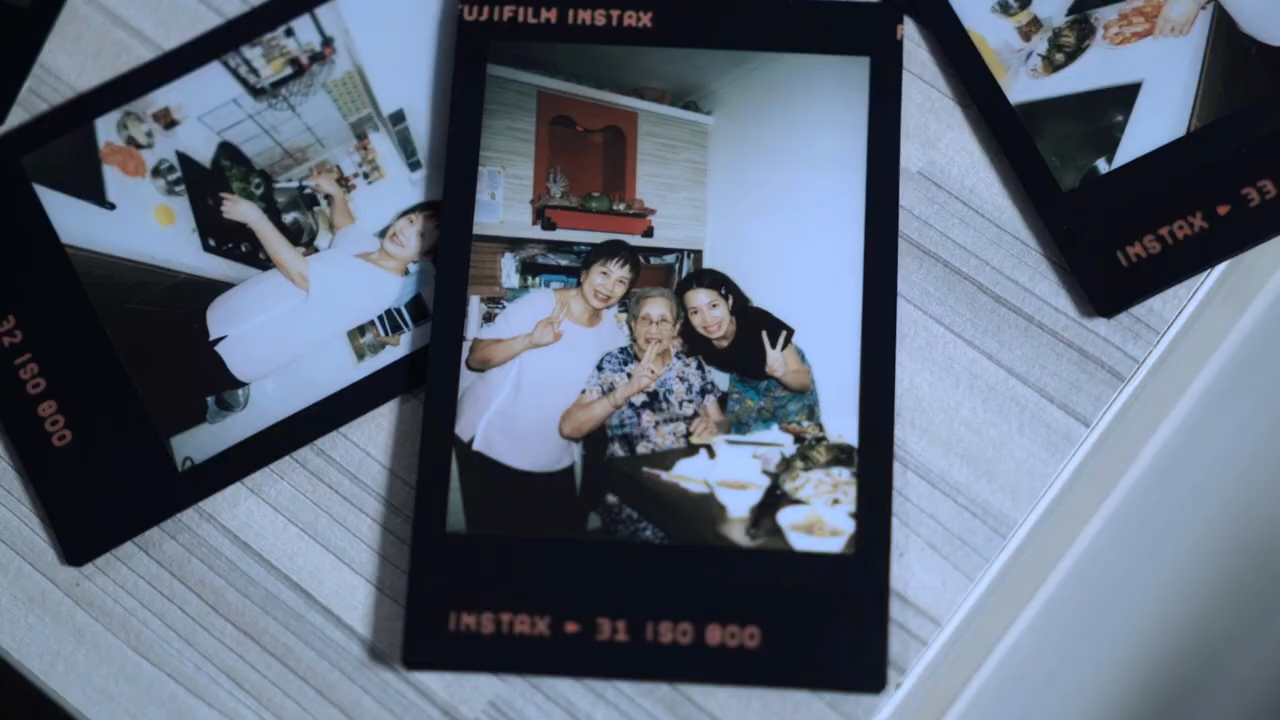 FUJIFILM INSTAX
INSTAX ► 33
32 ISO 800
INSTAX ► 31 ISO 800